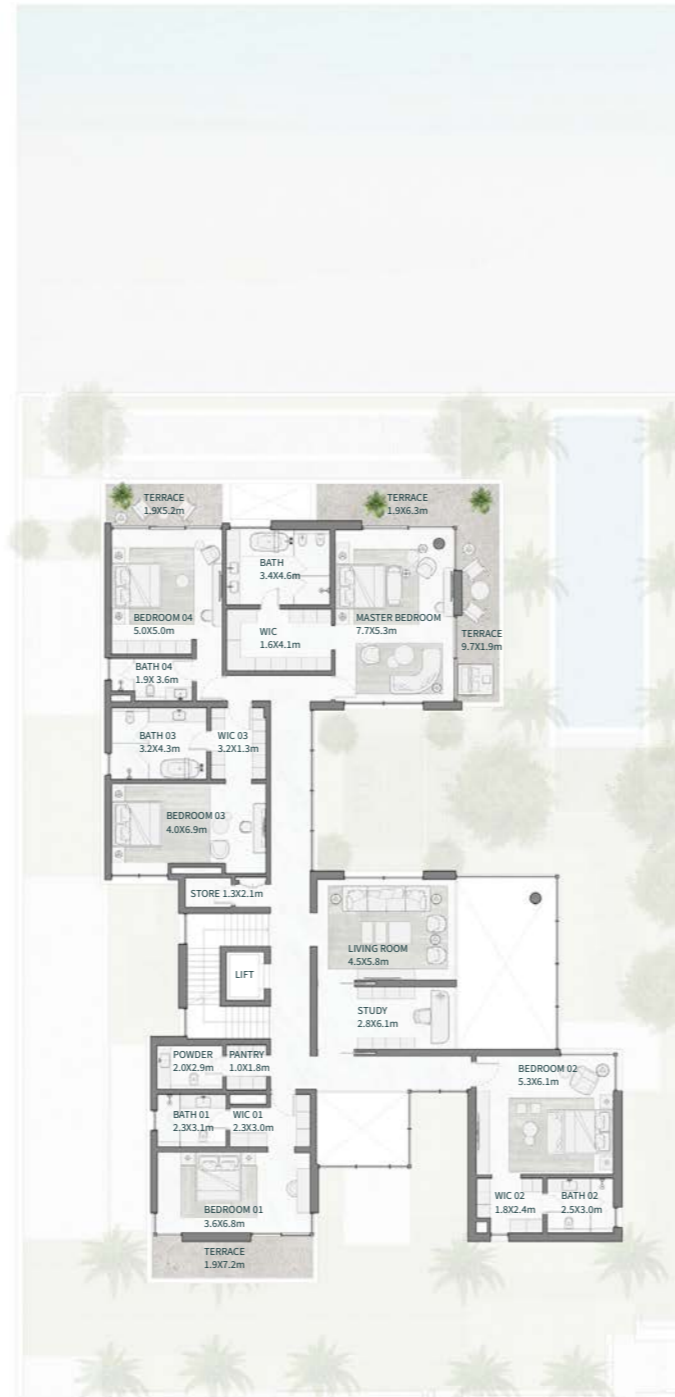 TERRACE
1.9X5.2m
TERRACE
1.9X6.3m
BATH
3.4X4.6m
BEDROOM 04
5.0X5.0m
WIC
1.6X4.1m
MASTER BEDROOM
7.7X5.3m
TERRACE
9.7X1.9m
BATH 04
1.9X 3.6m
BATH 03
3.2X4.3m
WIC 03
3.2X1.3m
BEDROOM 03
4.0X6.9m
STORE 1.3X2.1m
LIVING ROOM
4.5X5.8m
LIFT
STUDY
2.8X6.1m
POWDER
2.0X2.9m
PANTRY
1.0X1.8m
BEDROOM 02
5.3X6.1m
BATH 01
2.3X3.1m
WIC 01
2.3X3.0m
WIC 02
1.8X2.4m
BATH 02
2.5X3.0m
BEDROOM 01
3.6X6.8m
TERRACE
1.9X7.2m